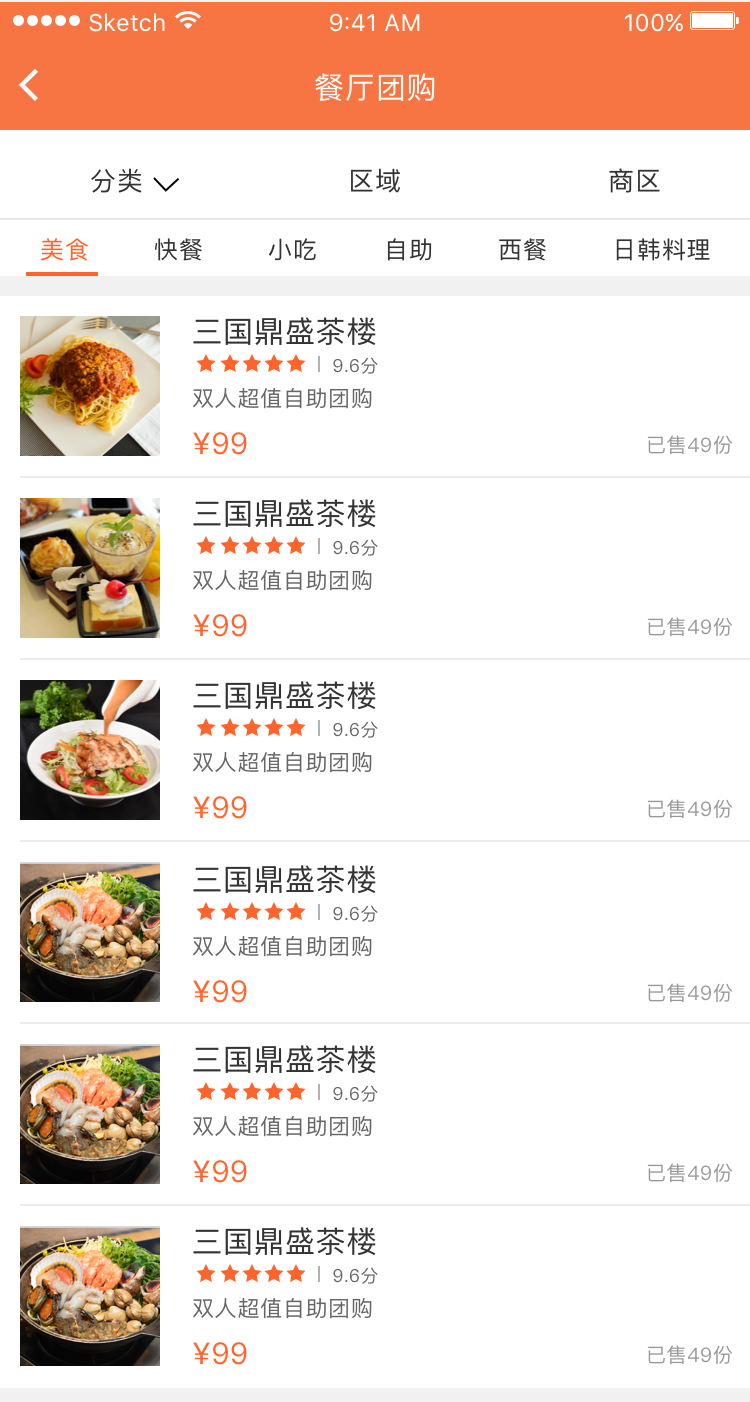 Sketch 9:41 AM 100%
餐厅团购
分类 区域 商区
美食 快餐 小吃 自助 西餐 日韩料理
三国鼎盛茶楼
9.6分
双人超值自助团购
¥99 已售49份
三国鼎盛茶楼
9.6分
双人超值自助团购
¥99 已售49份
三国鼎盛茶楼
9.6分
双人超值自助团购
¥99 已售49份
三国鼎盛茶楼
9.6分
双人超值自助团购
¥99 已售49份
三国鼎盛茶楼
9.6分
双人超值自助团购
¥99 已售49份
三国鼎盛茶楼
9.6分
双人超值自助团购
¥99 已售49份